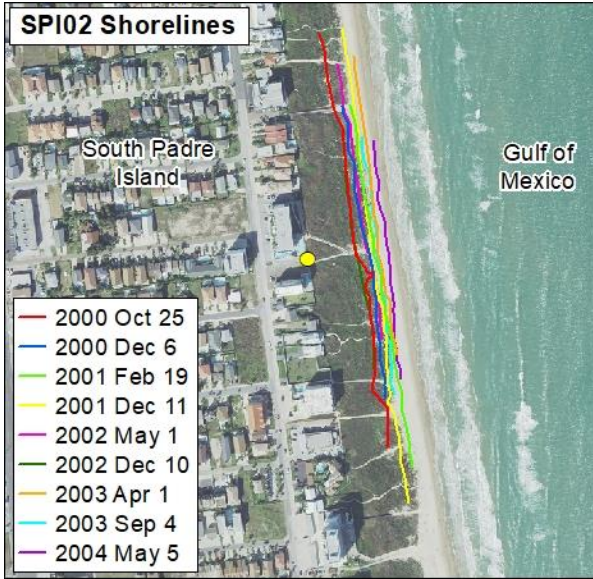 SPI02 Shorelines
South Padre
Island
Gulf of
Mexico
2000 Oct 25
2000 Dec 6
2001 Feb 19
2001 Dec 11
2002 May 1
2002 Dec 10
2003 Apr 1
2003 Sep 4
2004 May 5